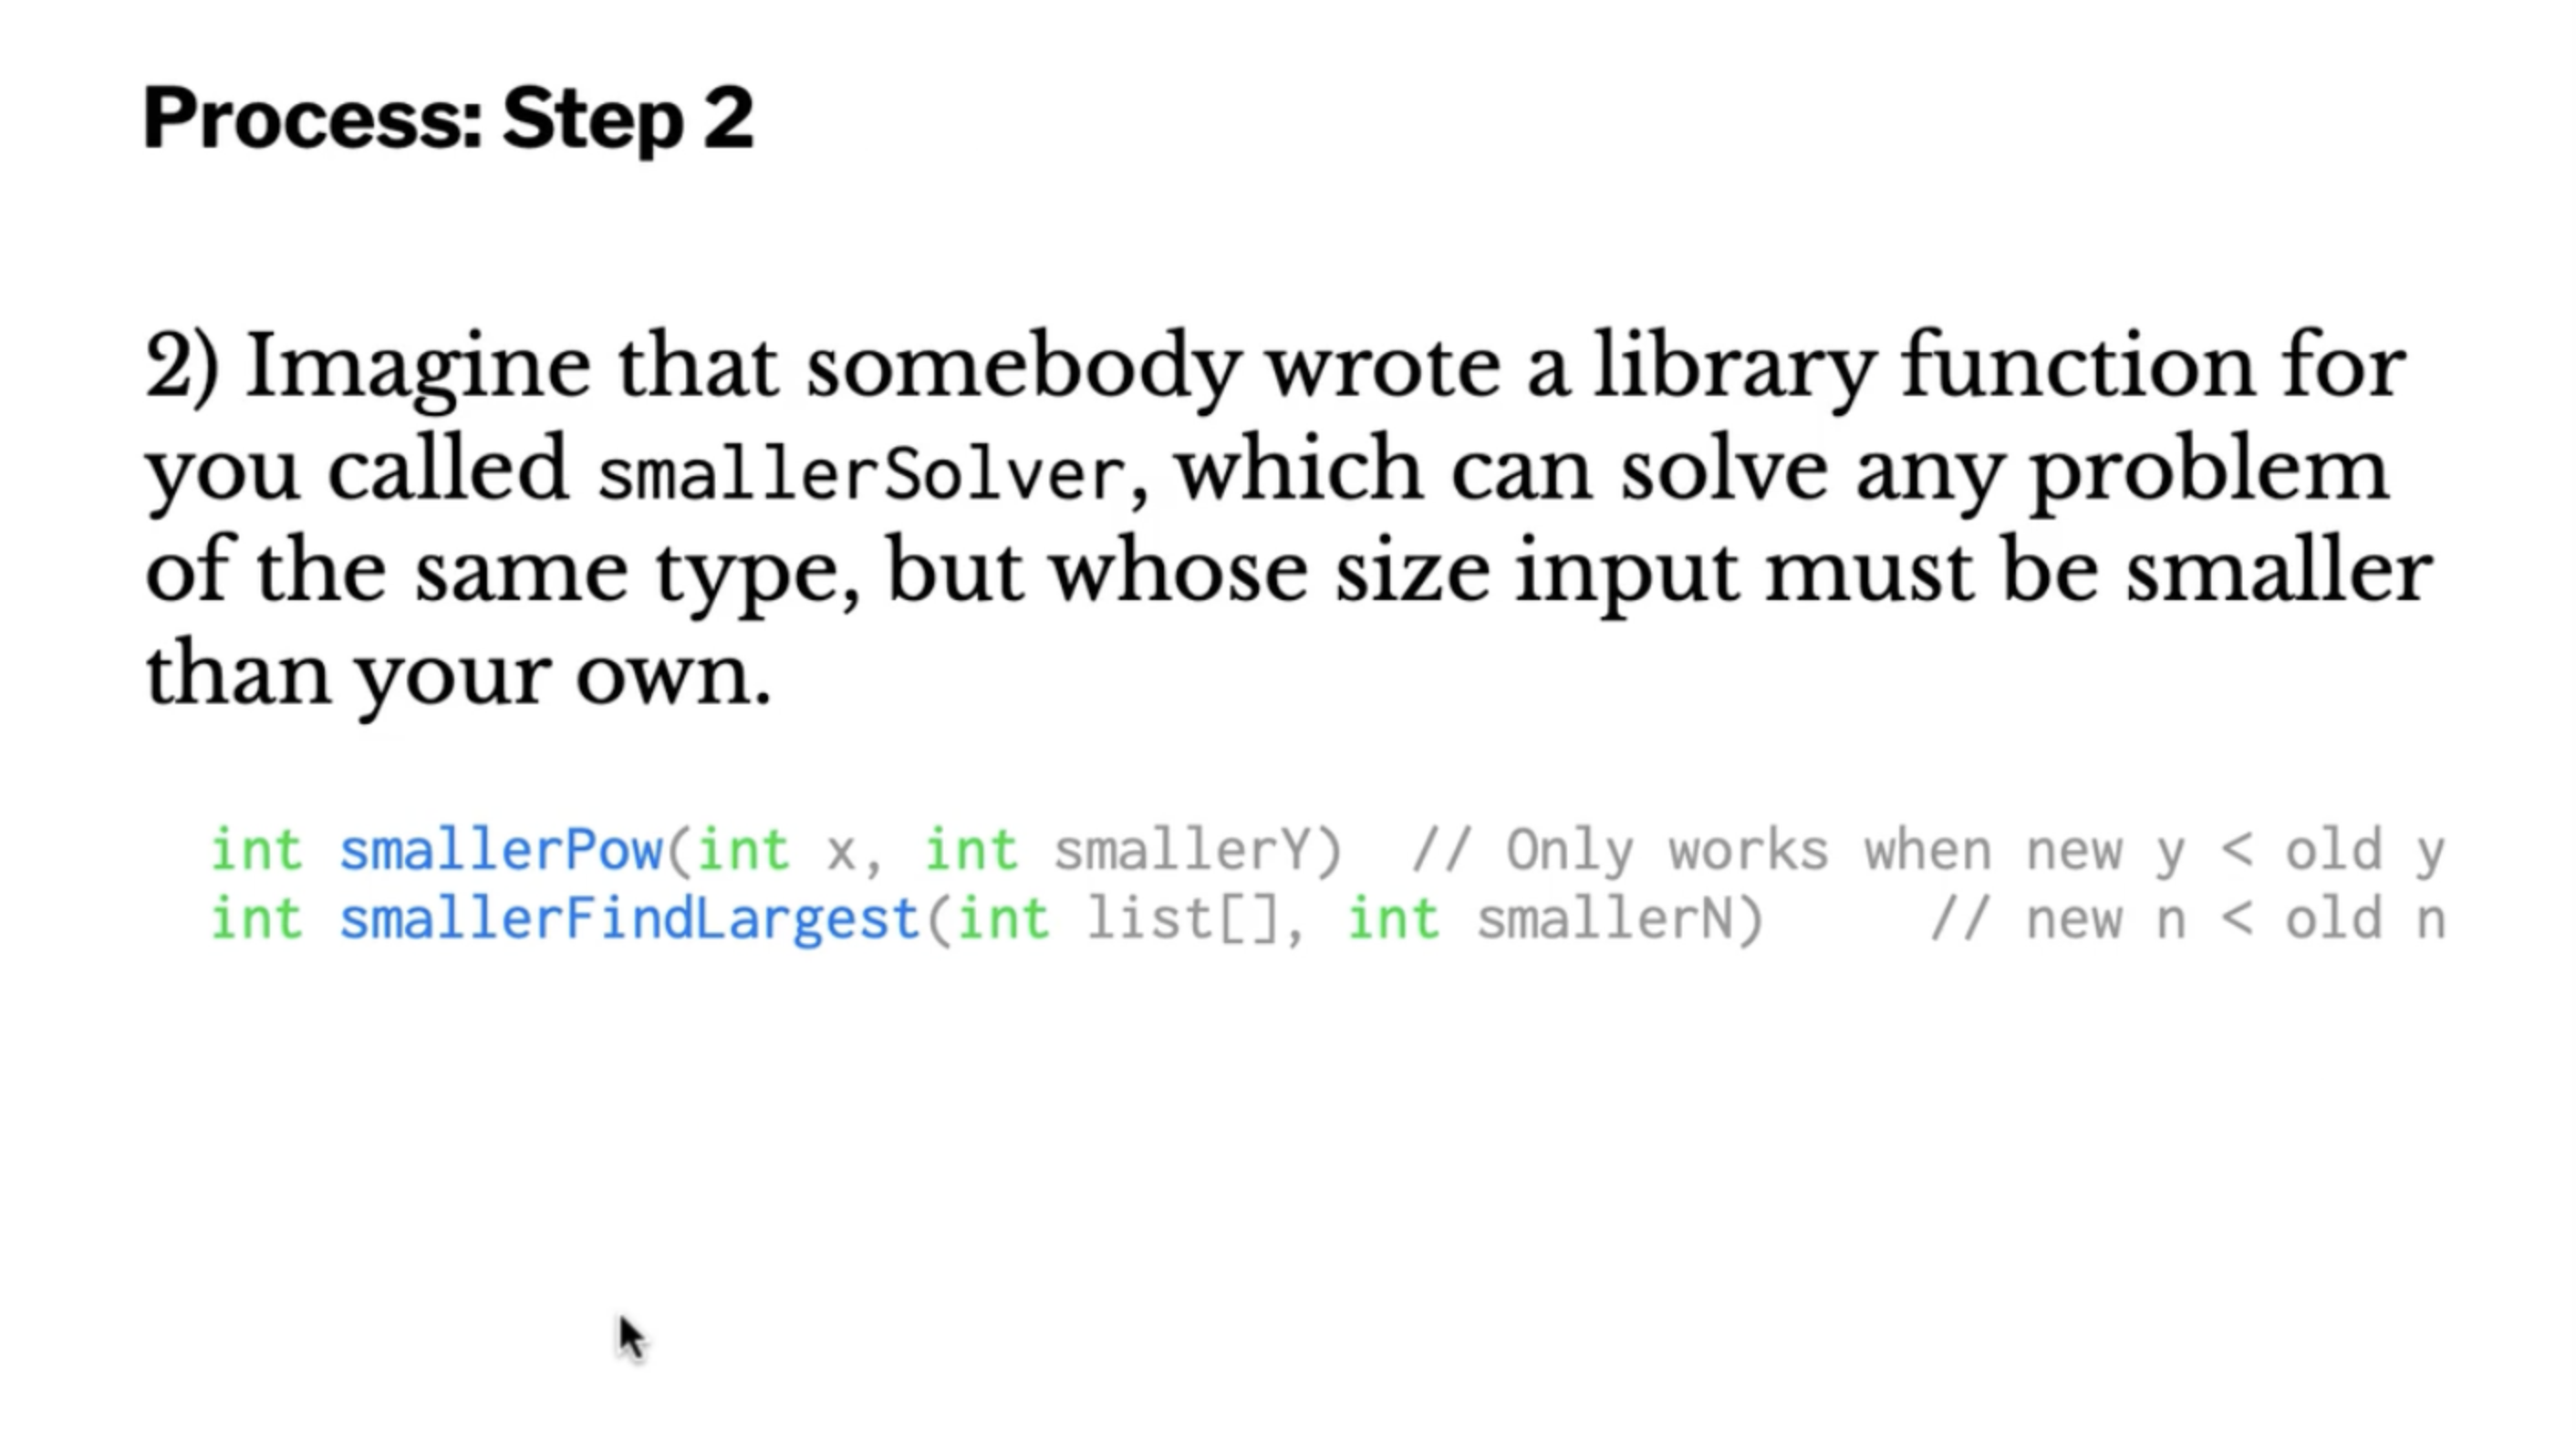 Process: Step 2
2) Imagine that somebody wrote a library function for
you called smallerSolver, which can solve any problem
of the same type, but whose size input must be smaller
than your own.
int smallerPow(int x, int smallerY)  // Only works when new y < old y
int smallerFindLargest(int list[], int smallerN)     // new n < old n